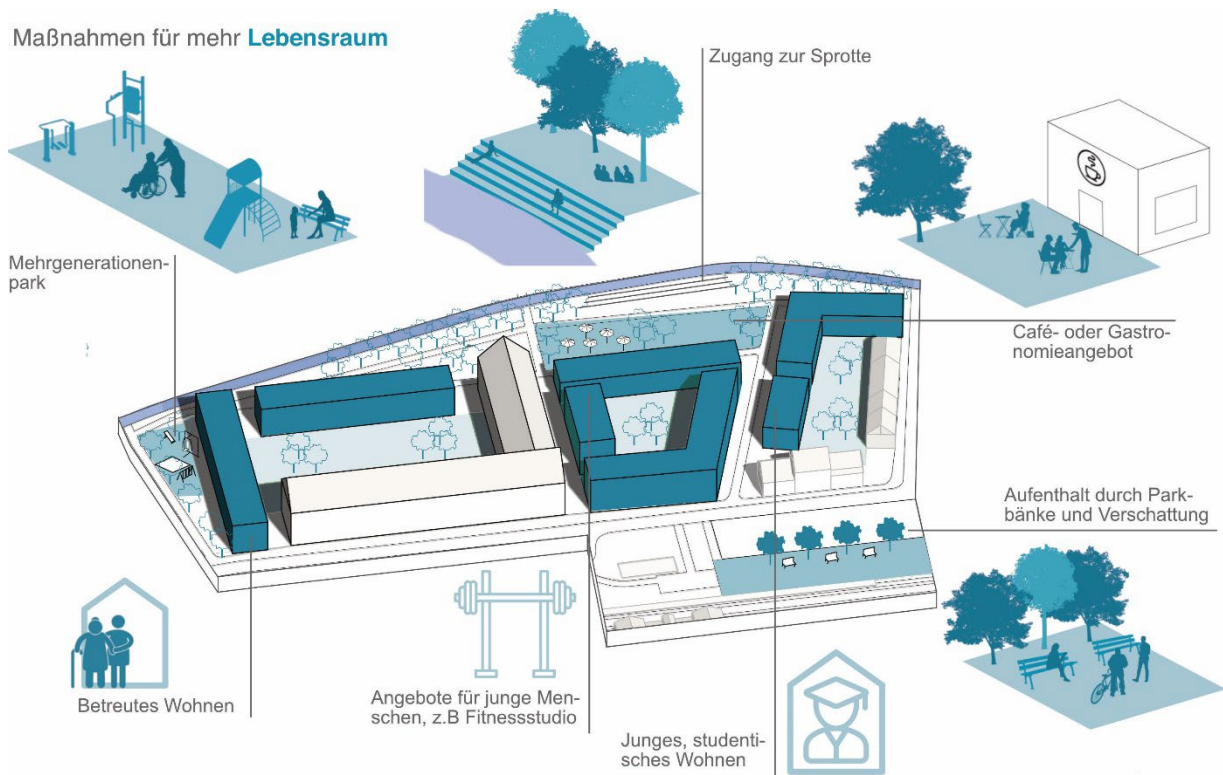 Maßnahmen für mehr Lebensraum
Zugang zur Sprotte
Mehrgenerationen-
park
Café- oder Gastro-
nomieangebot
Aufenthalt durch Park-
bänke und Verschattung
Betreutes Wohnen
Angebote für junge Men-
schen, z.B Fitnessstudio
Junges, studenti-
sches Wohnen